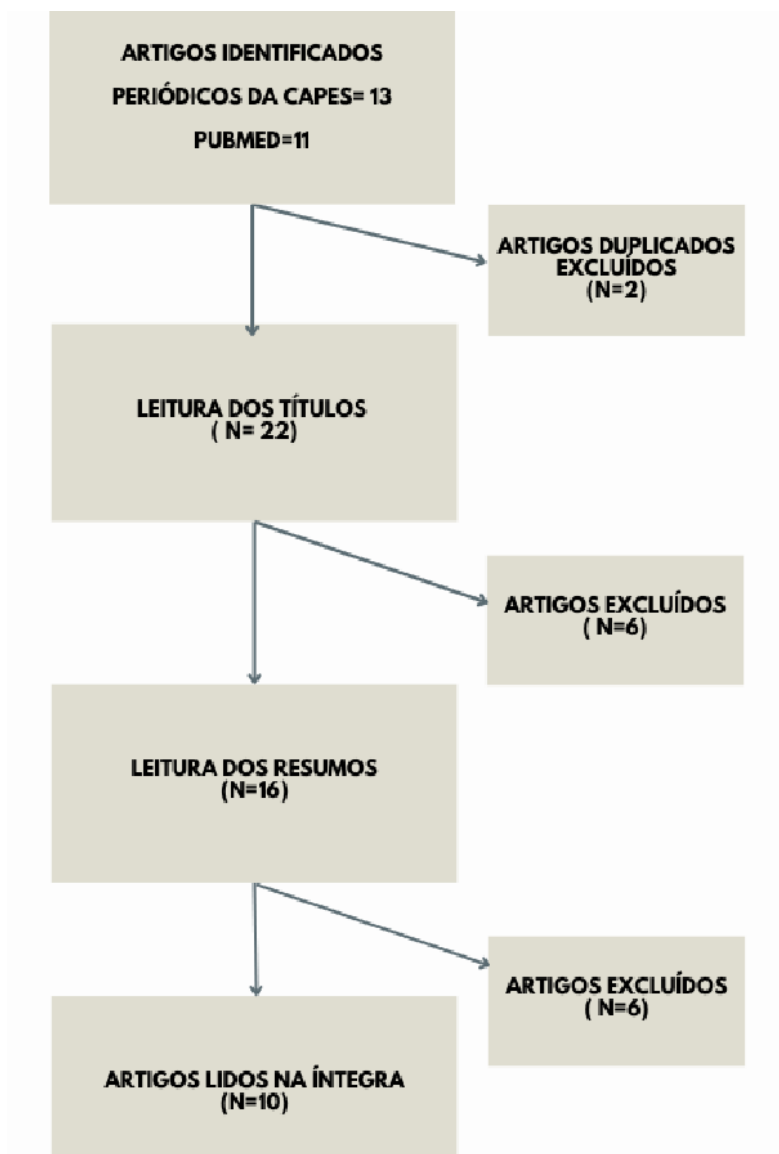 ARTIGOS IDENTIFICADOS
PERIÓDICOS DA CAPES= 13
PUBMED=11
ARTIGOS DUPLICADOS
EXCLUÍDOS
(N=2)
LEITURA DOS TÍTULOS
( N= 22)
ARTIGOS EXCLUÍDOS
( N=6)
LEITURA DOS RESUMOS
(N=16)
ARTIGOS EXCLUÍDOS
( N=6)
ARTIGOS LIDOS NA ÍNTEGRA
(N=10)